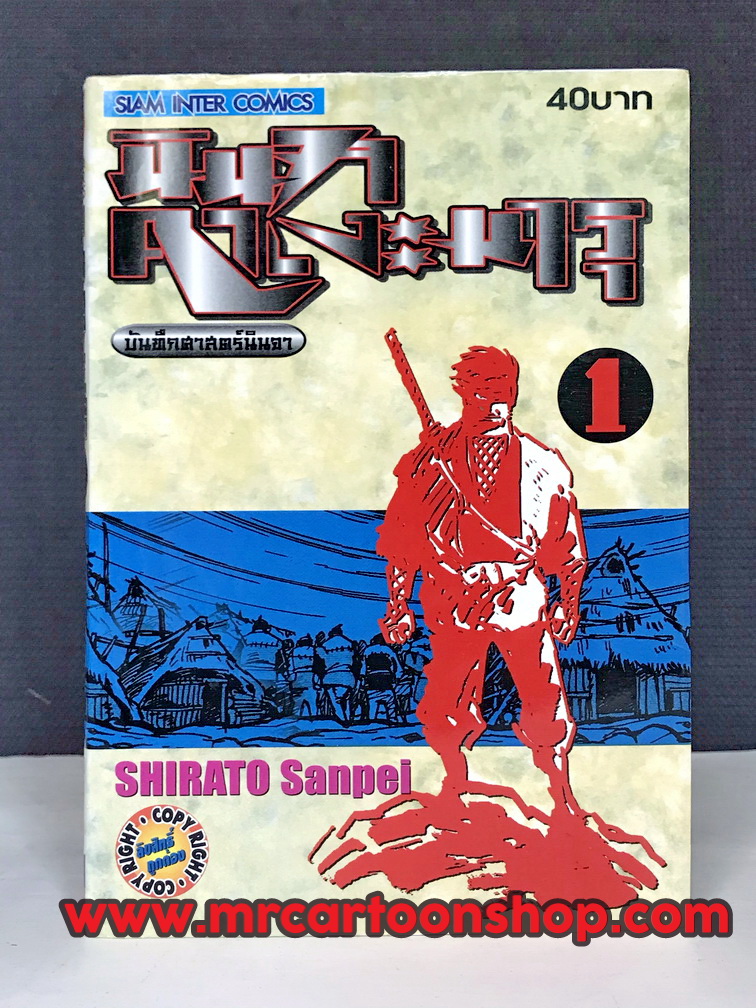 SIAM INTER COMICS
40บาท
นินจา
คาเงะมารุ
บันทึกศาสตร์นินจา
1
SHIRATO Sanpei
COPY RIGHT • COPY RIGHT •
ลิขสิทธิ์
ถูกต้อง
www.mrcartoonshop.com